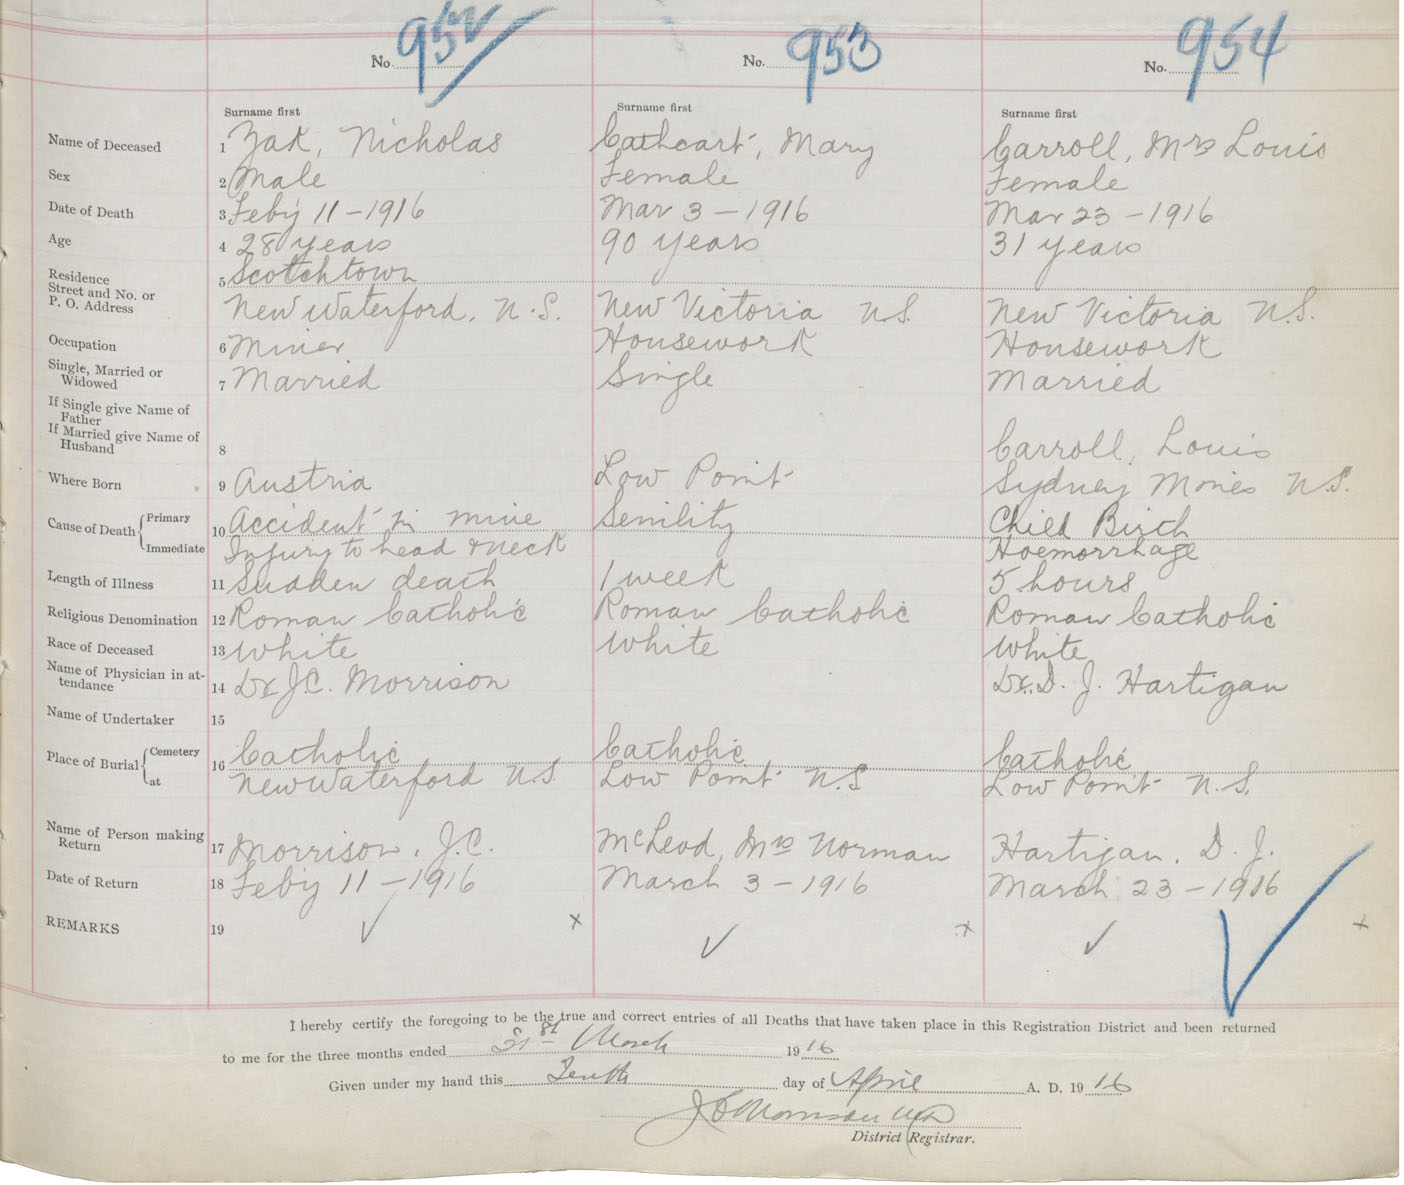 No. 952 No. 953 No. 954
Surname first Surname first Surname first
Name of Deceased 1 Zak, Nicholas Cathcart, Mary Carroll, Mrs Louis
Sex 2 Male Female Female
Date of Death 3 Feb'y 11-1916 Mar 3-1916 Mar 23-1916
Age 4 28 years 90 years 31 years
Residence 5 Scotchtown
Street and No. or
P. O. Address New Waterford, N.S. New Victoria N.S. New Victoria N.S.
Occupation 6 Miner Housework Housework
Single, Married or
Widowed 7 Married Single Married
If Single give Name of
Father
If Married give Name of
Husband 8 Carroll, Louis
Where Born 9 Austria Low Point Sydney Mines N.S.
Cause of Death Primary 10 Accident in mine Senility Child Birth
Immediate Injury to head & neck Hoemorrhage
Length of Illness 11 Sudden death 1 week 5 hours
Religious Denomination 12 Roman Catholic Roman Catholic Roman Catholic
Race of Deceased 13 White White White
Name of Physician in at-
tendance 14 Dr J.C. Morrison Dr. D. J. Hartigan
Name of Undertaker 15
Place of Burial Cemetery 16 Catholic Catholic Catholic
at New Waterford N.S. Low Point N.S Low Point N.S.
Name of Person making
Return 17 Morrison, J.C. McLeod, Mrs Norman Hartigan, D. J.
Date of Return 18 Feb'y 11-1916 March 3-1916 March 23-1916
REMARKS 19 ✓ x ✓ x ✓ x
I hereby certify the foregoing to be the true and correct entries of all Deaths that have taken place in this Registration District and been returned
to me for the three months ended 31st March 1916
Given under my hand this Tenth day of April A. D. 1916
J C Morrison MD
District Registrar.